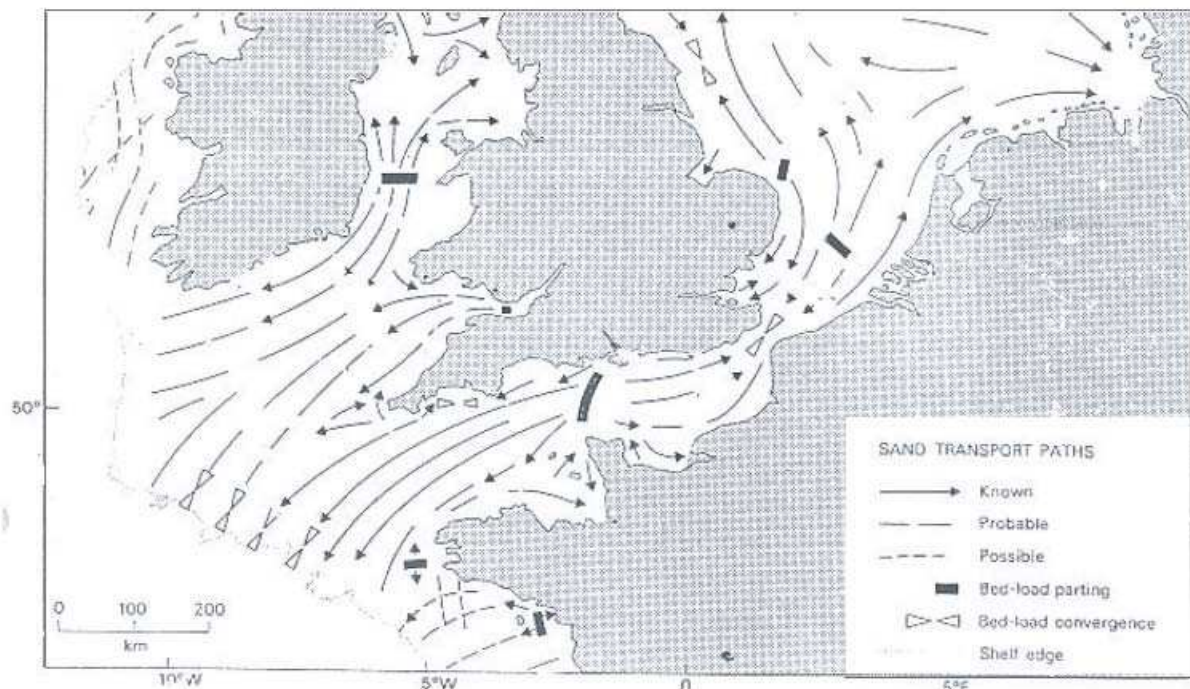 50°
SAND TRANSPORT PATHS
Known
Probable
Possible
Bed-load parting
Bed-load convergence
Shelf edge
0 100 200
km
10°W 5°W 0 5°E